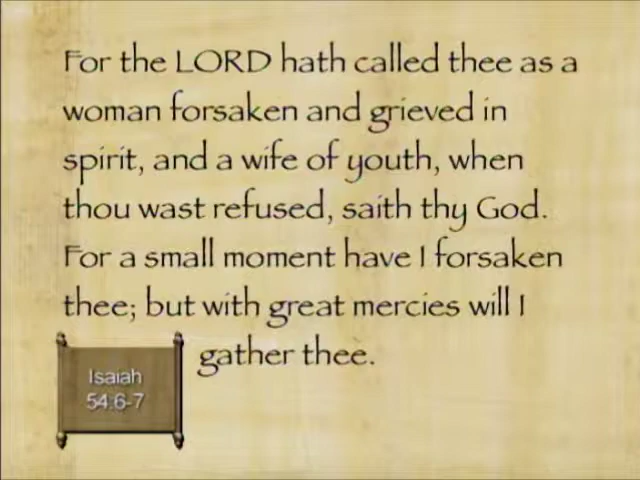 For the LORD hath called thee as a
woman forsaken and grieved in
spirit, and a wife of youth, when
thou wast refused, saith thy God.
For a small moment have I forsaken
thee; but with great mercies will I
gather thee.
Isaiah
54:6-7